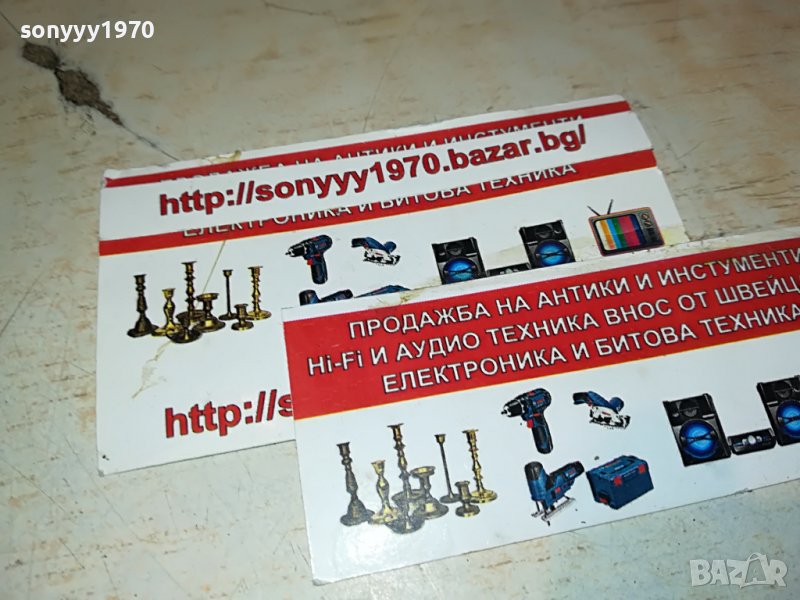 sonyyy1970
ПРОДАЖБА НА АНТИКИ И ИНСТУМЕНТИ
http://sonyyy1970.bazar.bg/
ЕЛЕКТРОНИКА И БИТОВА ТЕХНИКА
http://s
ПРОДАЖБА НА АНТИКИ И ИНСТУМЕНТИ
Hi-Fi И АУДИО ТЕХНИКА ВНОС ОТ ШВЕЙЦ
ЕЛЕКТРОНИКА И БИТОВА ТЕХНИКА
BAZAR